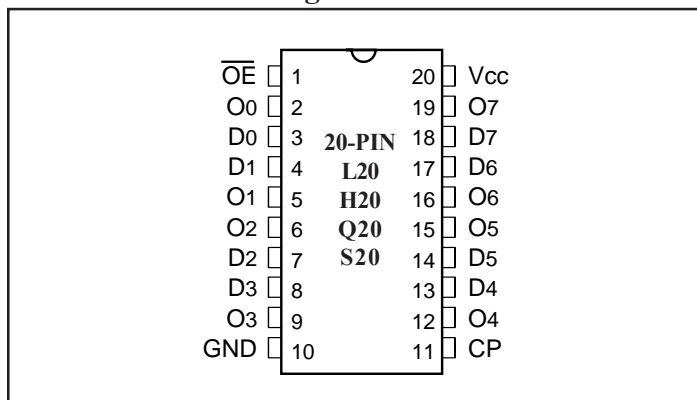 O̅E̅ 1 20 Vcc
O0 2 19 O7
D0 3 20-PIN 18 D7
D1 4 L20 17 D6
O1 5 H20 16 O6
O2 6 Q20 15 O5
D2 7 S20 14 D5
D3 8 13 D4
O3 9 12 O4
GND 10 11 CP